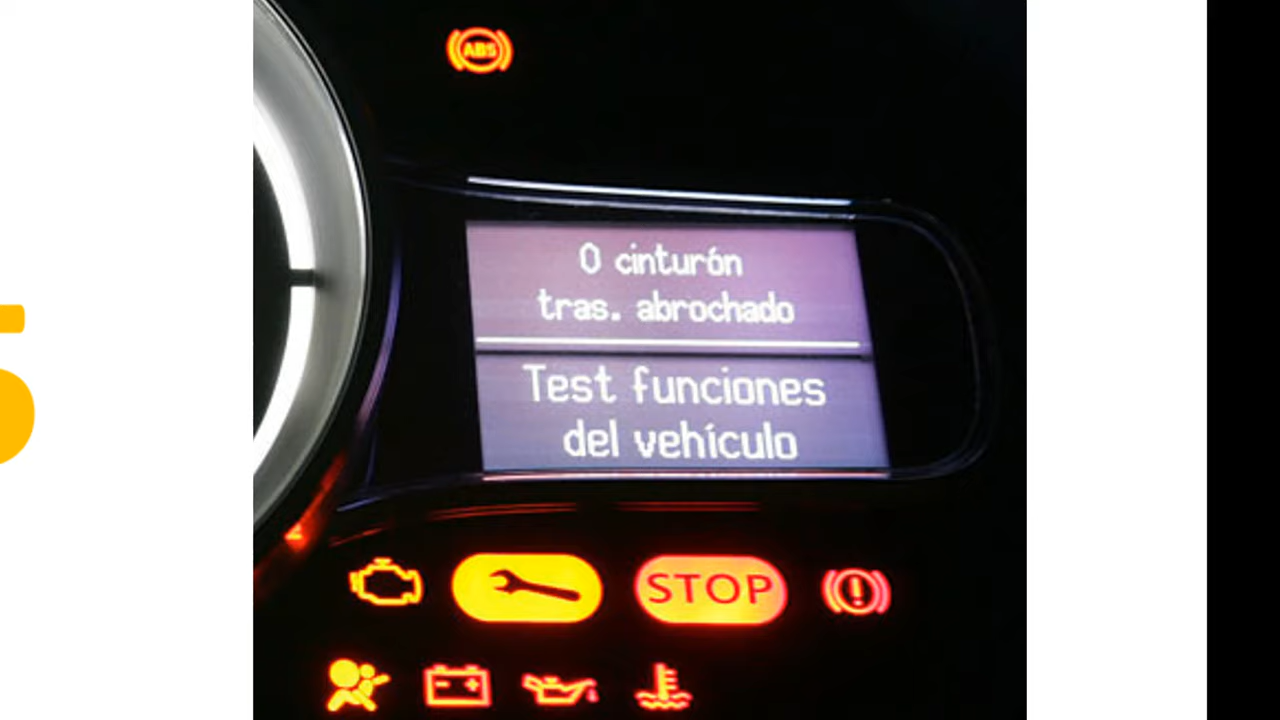 ABS
0 cinturón
tras. abrochado
Test funciones
del vehículo
STOP